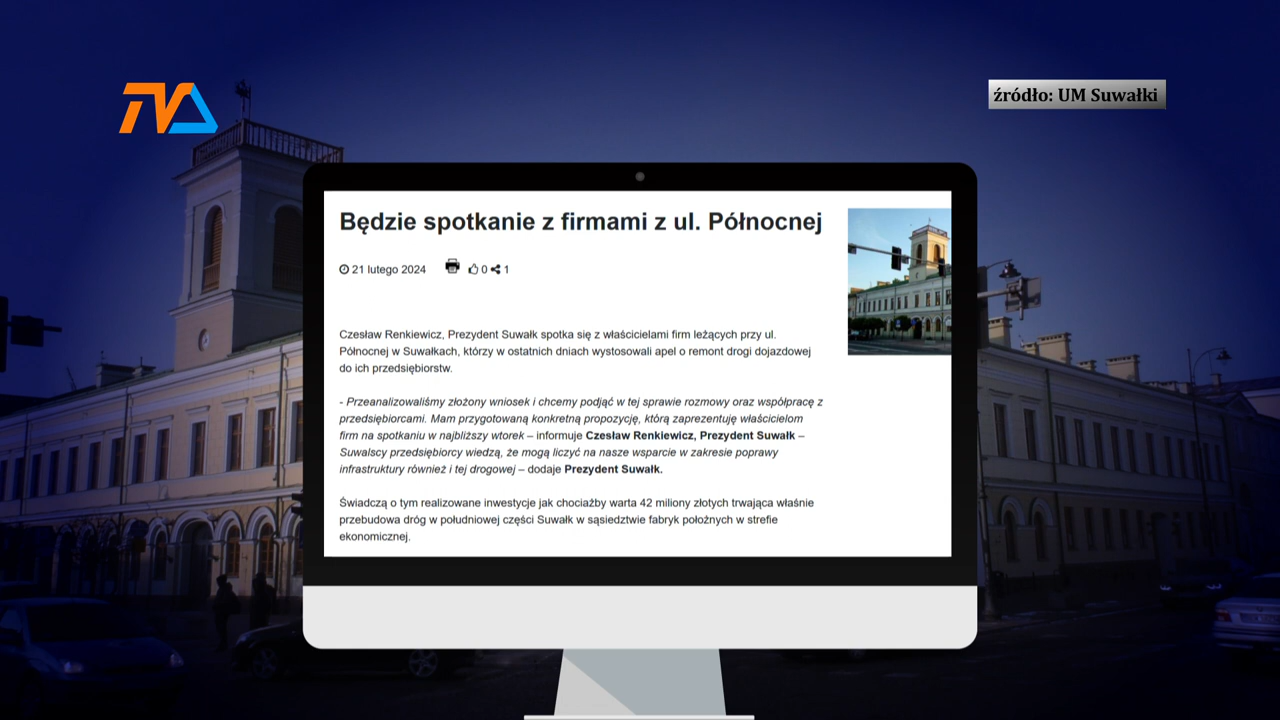 TVA
źródło: UM Suwałki
Będzie spotkanie z firmami z ul. Północnej
21 lutego 2024 0 1
Czesław Renkiewicz, Prezydent Suwałk spotka się z właścicielami firm leżących przy ul.
Północnej w Suwałkach, którzy w ostatnich dniach wystosowali apel o remont drogi dojazdowej
do ich przedsiębiorstw.
- Przeanalizowaliśmy złożony wniosek i chcemy podjąć w tej sprawie rozmowy oraz współpracę z
przedsiębiorcami. Mam przygotowaną konkretną propozycję, którą zaprezentuję właścicielom
firm na spotkaniu w najbliższy wtorek – informuje Czesław Renkiewicz, Prezydent Suwałk –
Suwalscy przedsiębiorcy wiedzą, że mogą liczyć na nasze wsparcie w zakresie poprawy
infrastruktury również i tej drogowej – dodaje Prezydent Suwałk.
Świadczą o tym realizowane inwestycje jak chociażby warta 42 miliony złotych trwająca właśnie
przebudowa dróg w południowej części Suwałk w sąsiedztwie fabryk położnych w strefie
ekonomicznej.